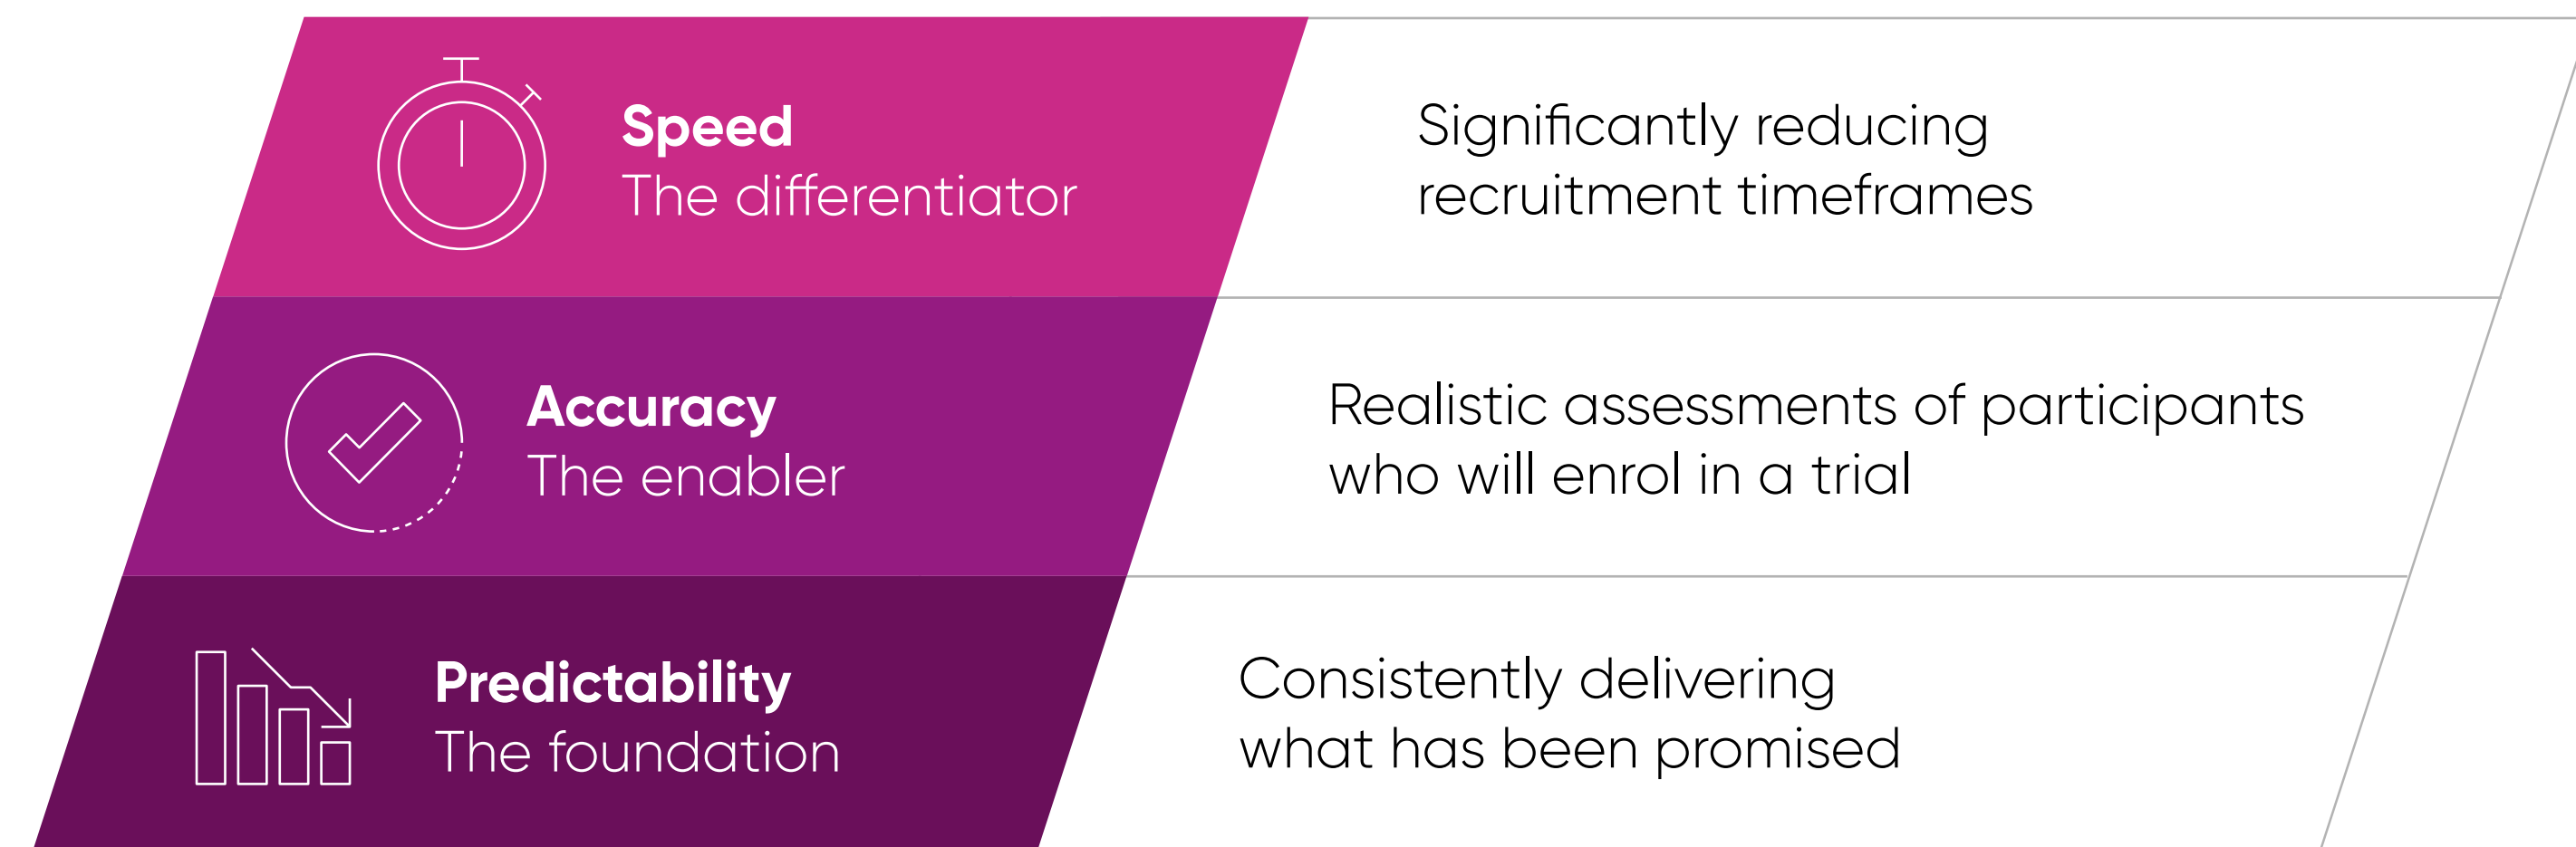 Speed
The differentiator
Significantly reducing
recruitment timeframes
Accuracy
The enabler
Realistic assessments of participants
who will enrol in a trial
Predictability
The foundation
Consistently delivering
what has been promised